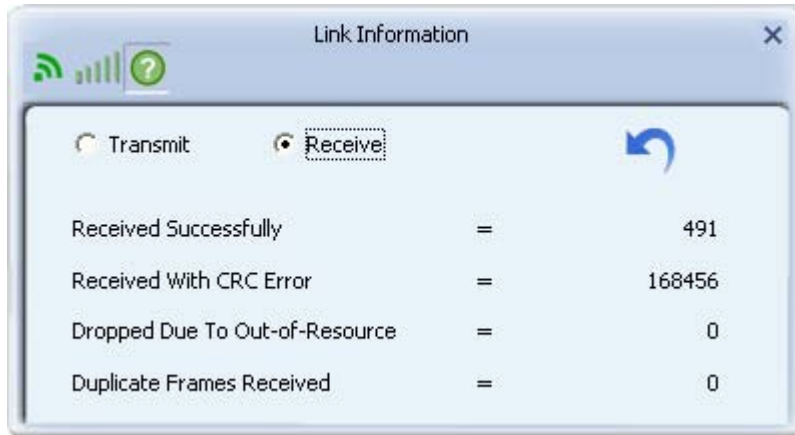 Link Information
Transmit Receive
Received Successfully = 491
Received With CRC Error = 168456
Dropped Due To Out-of-Resource = 0
Duplicate Frames Received = 0